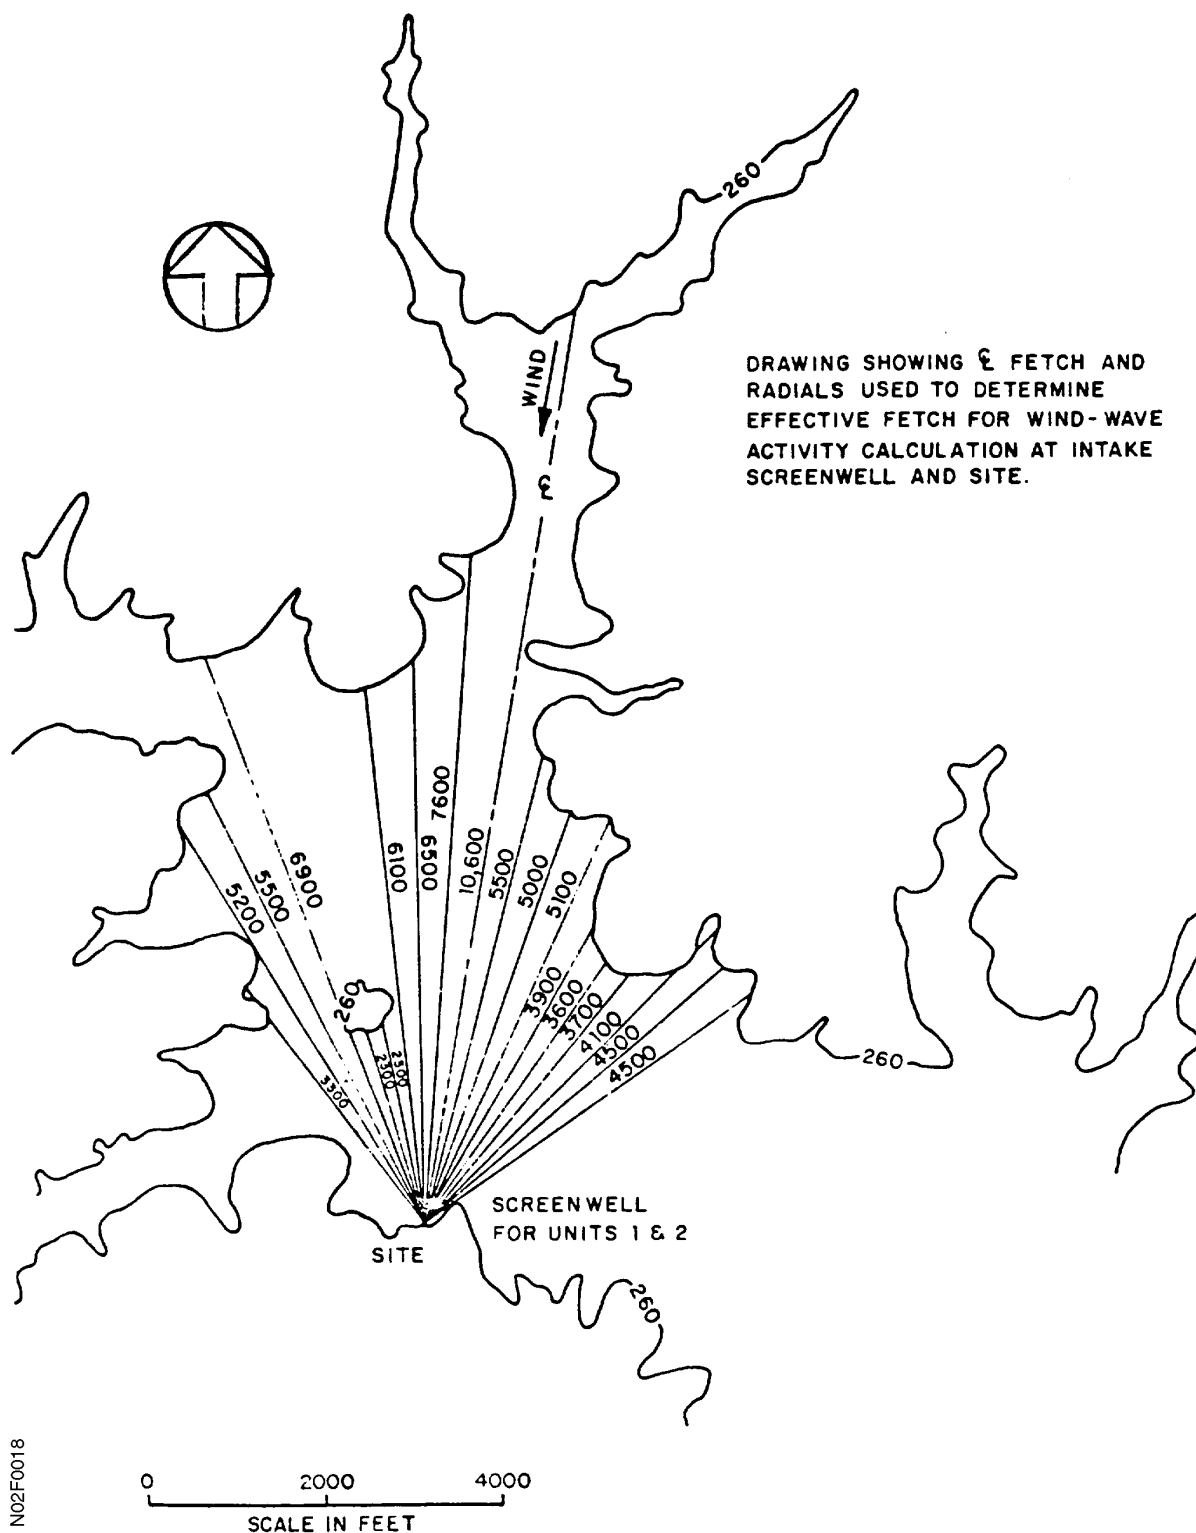 260
DRAWING SHOWING ℄ FETCH AND
RADIALS USED TO DETERMINE
EFFECTIVE FETCH FOR WIND-WAVE
ACTIVITY CALCULATION AT INTAKE
SCREENWELL AND SITE.
WIND
℄
7600
10,600
6500
6100
6900
5500
5200
5500
5000
5100
3900
3600
3700
4100
4300
4500
260
2300
2300
3300
260
SCREENWELL
FOR UNITS 1 & 2
SITE
260
0 2000 4000
SCALE IN FEET
N02F0018